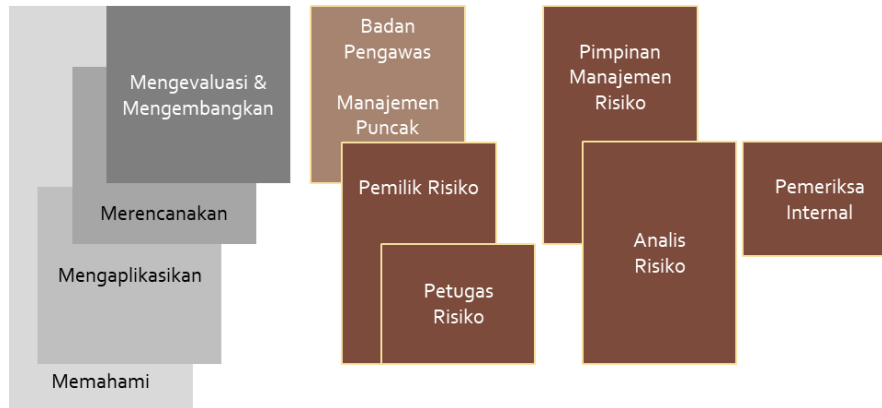 Mengevaluasi &
Mengembangkan
Merencanakan
Mengaplikasikan
Memahami
Badan
Pengawas
Manajemen
Puncak
Pemilik Risiko
Petugas
Risiko
Pimpinan
Manajemen
Risiko
Analis
Risiko
Pemeriksa
Internal